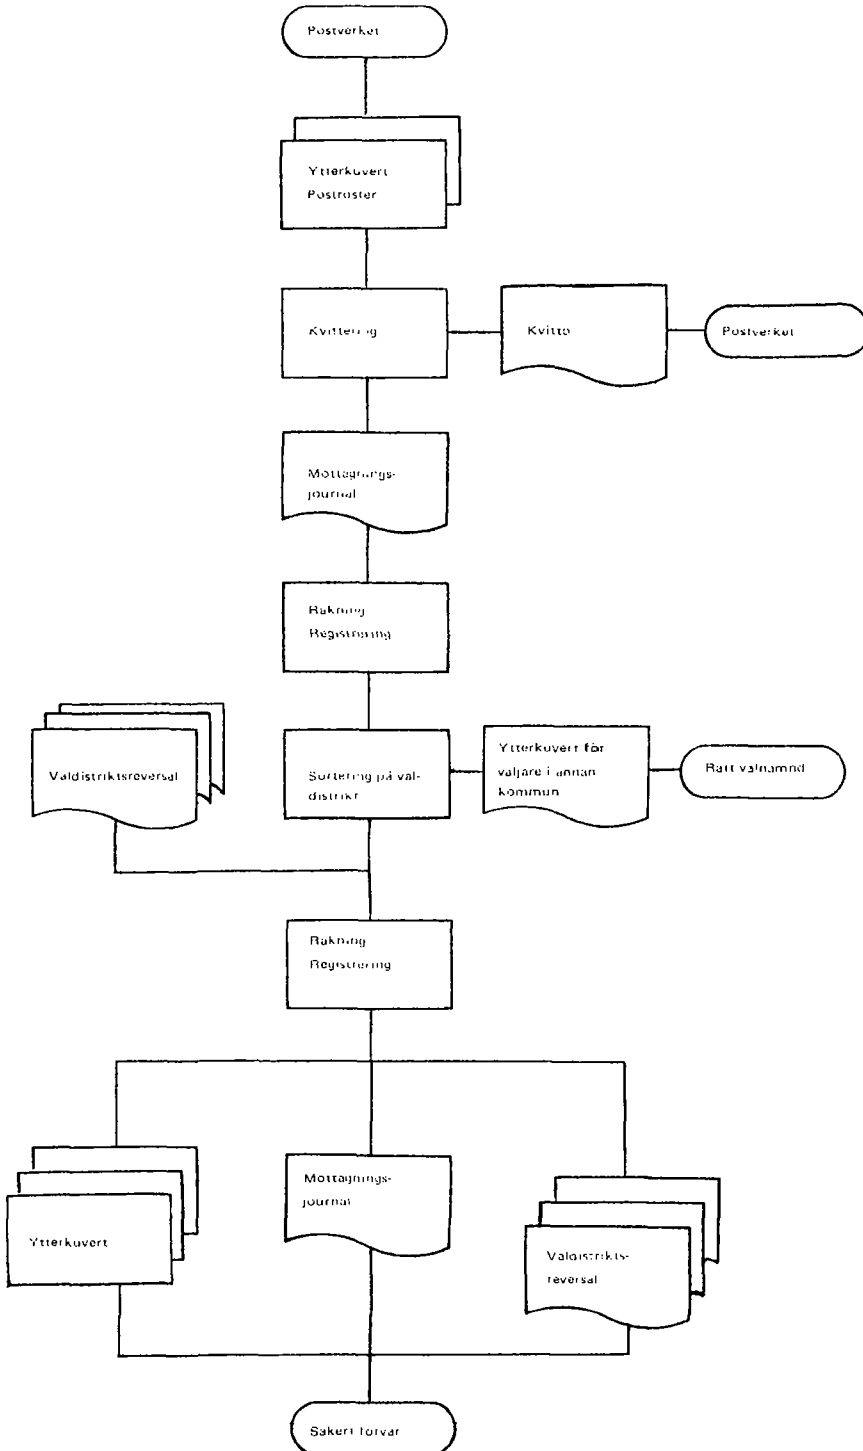 Postverket
Ytterkuvert
Poströster
Kvittering
Kvitto
Postverket
Mottagnings-
journal
Räkning
Registrering
Valdistriktsreversal
Sortering på val-
distrikt
Ytterkuvert för
väljare i annan
kommun
Rätt valnämnd
Räkning
Registrering
Ytterkuvert
Mottagnings-
journal
Valdistrikts-
reversal
Säkert förvar